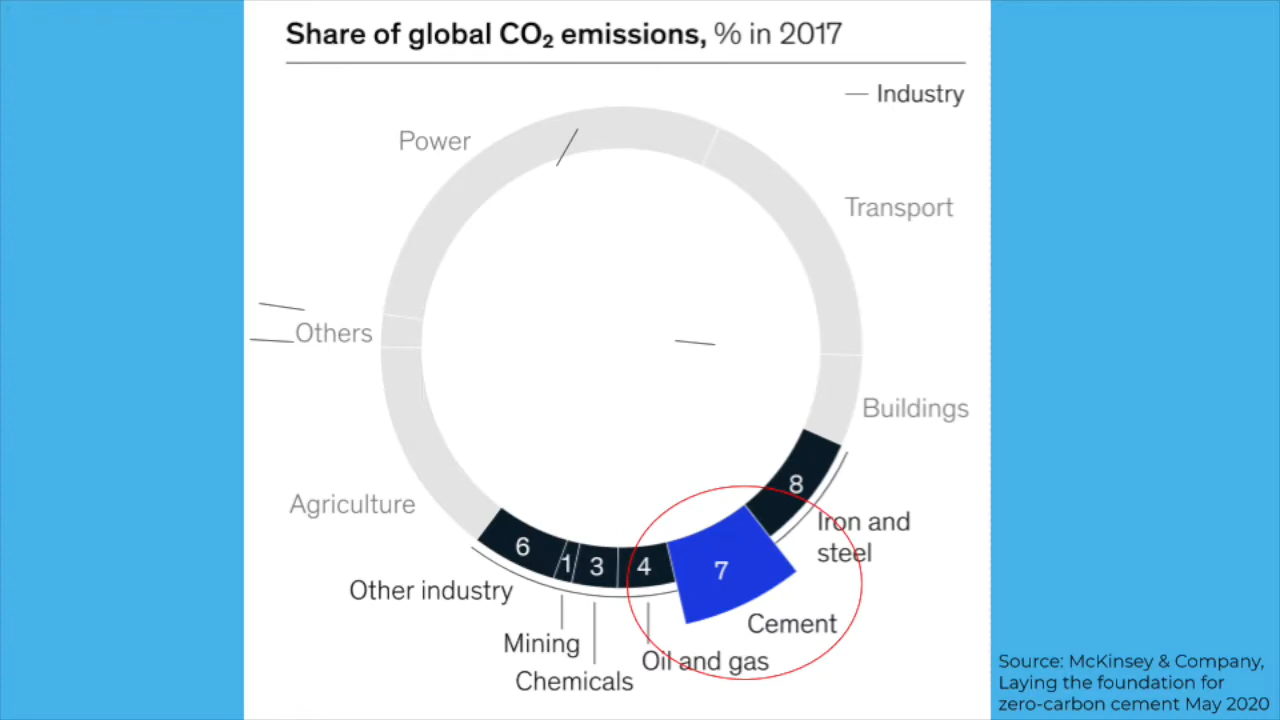 Share of global CO₂ emissions, % in 2017
Industry
Power
Transport
Others
Buildings
Agriculture
8
Iron and
steel
6
1
3
4
7
Other industry
Cement
Mining
Oil and gas
Chemicals
Source: McKinsey & Company,
Laying the foundation for
zero-carbon cement May 2020